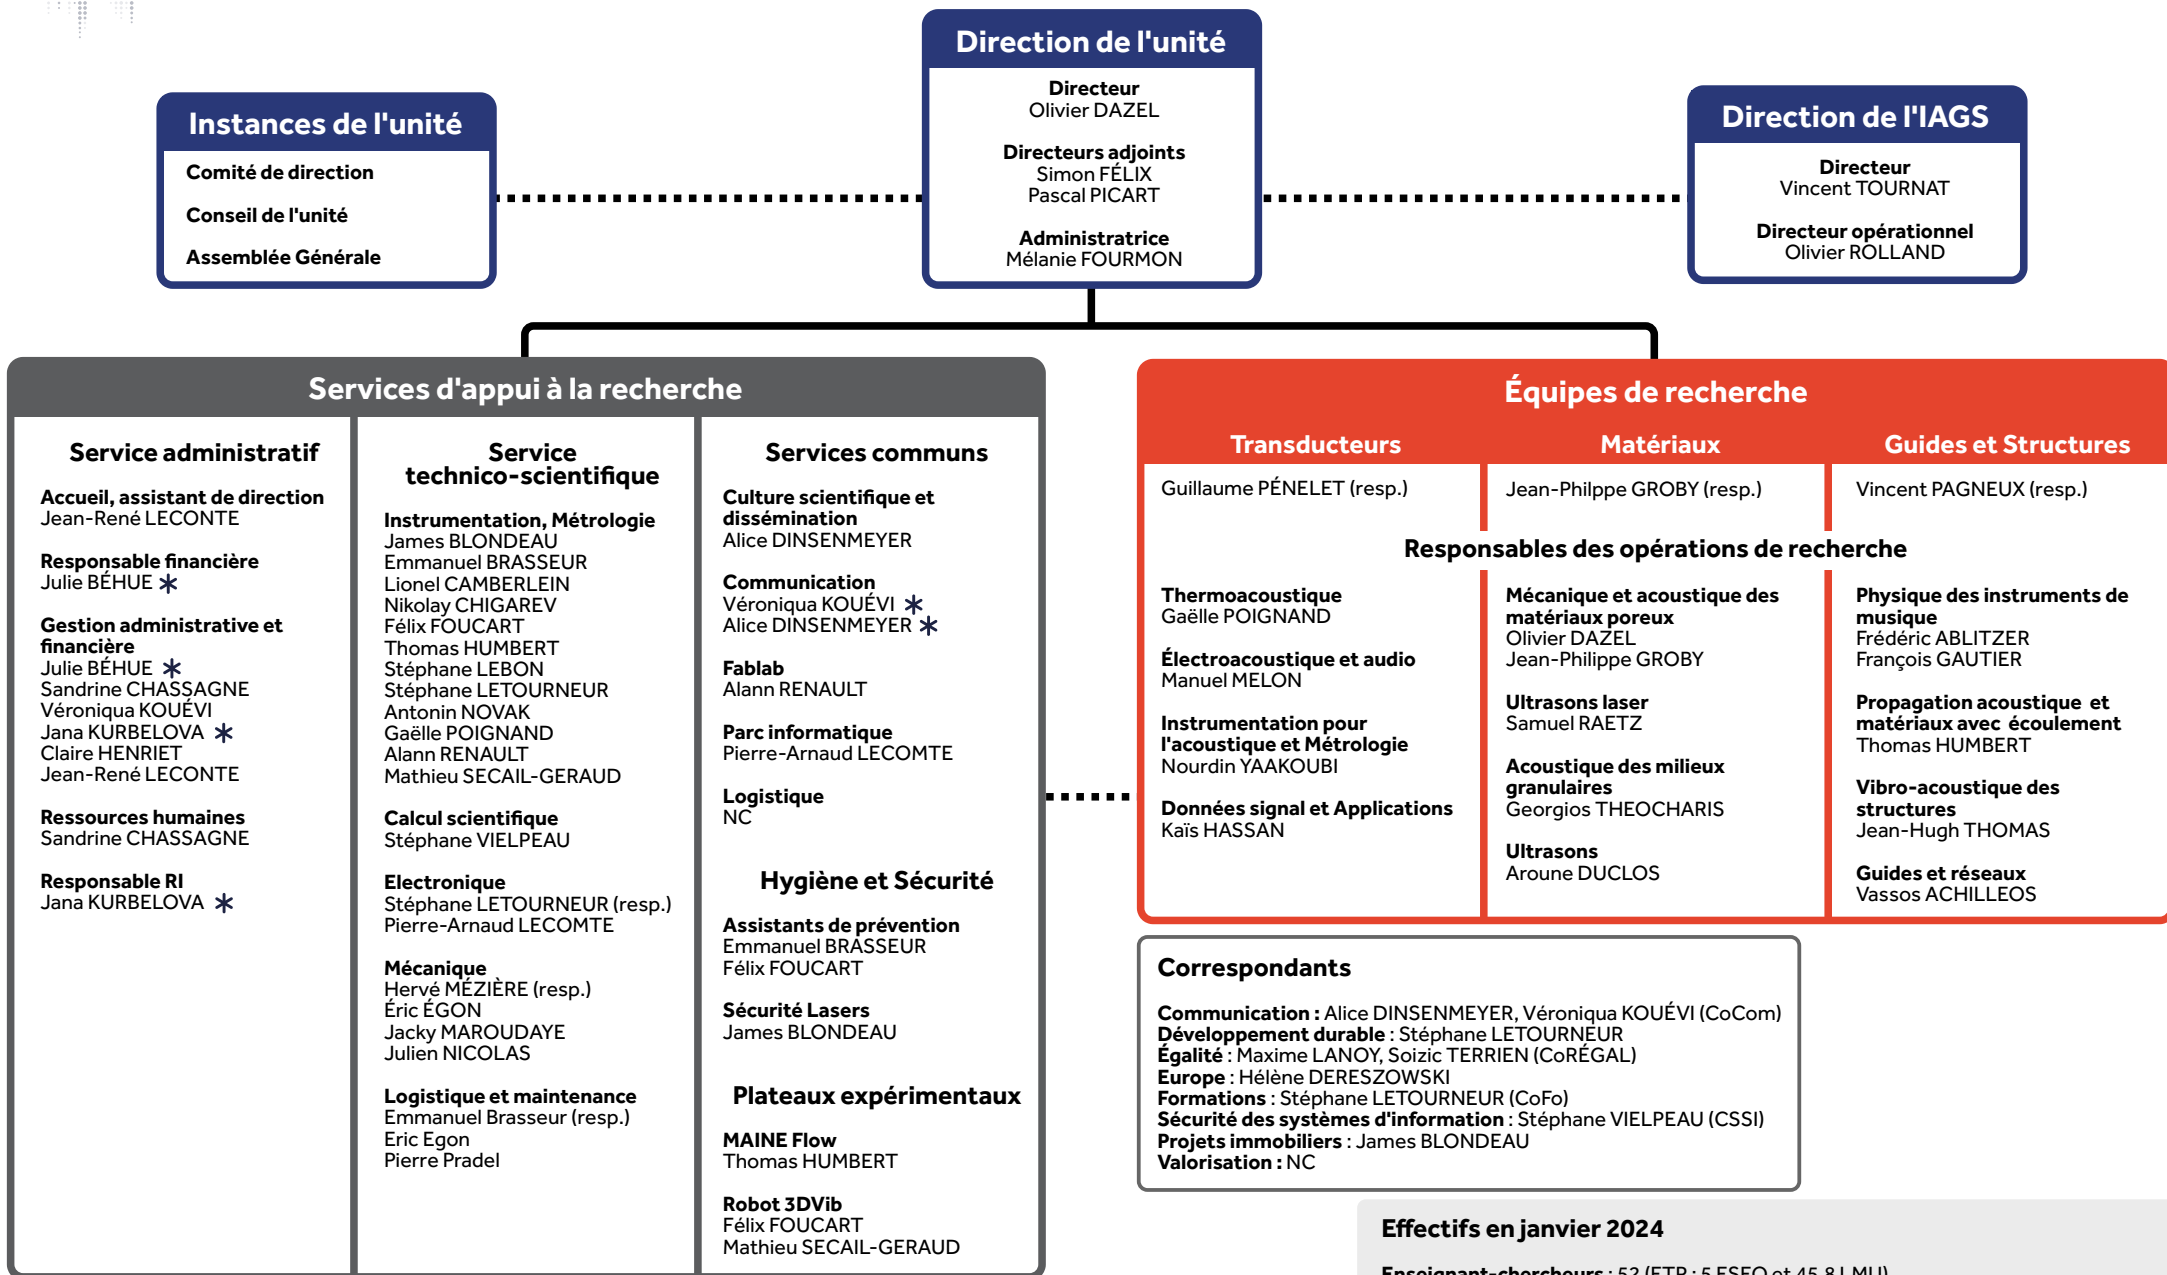 Direction de l'unité
Directeur
Olivier DAZEL
Directeurs adjoints
Simon FÉLIX
Pascal PICART
Administratrice
Mélanie FOURMON
Instances de l'unité
Comité de direction
Conseil de l'unité
Assemblée Générale
Direction de l'IAGS
Directeur
Vincent TOURNAT
Directeur opérationnel
Olivier ROLLAND
Services d'appui à la recherche
Service administratif
Accueil, assistant de direction
Jean-René LECONTE
Responsable financière
Julie BÉHUE *
Gestion administrative et
financière
Julie BÉHUE *
Sandrine CHASSAGNE
Véroniqua KOUÉVI
Jana KURBELOVA *
Claire HENRIET
Jean-René LECONTE
Ressources humaines
Sandrine CHASSAGNE
Responsable RI
Jana KURBELOVA *
Service
technico-scientifique
Instrumentation, Métrologie
James BLONDEAU
Emmanuel BRASSEUR
Lionel CAMBERLEIN
Nikolay CHIGAREV
Félix FOUCART
Thomas HUMBERT
Stéphane LEBON
Stéphane LETOURNEUR
Antonin NOVAK
Gaëlle POIGNAND
Alann RENAULT
Mathieu SECAIL-GERAUD
Calcul scientifique
Stéphane VIELPEAU
Electronique
Stéphane LETOURNEUR (resp.)
Pierre-Arnaud LECOMTE
Mécanique
Hervé MÉZIÈRE (resp.)
Éric ÉGON
Jacky MAROUDAYE
Julien NICOLAS
Logistique et maintenance
Emmanuel Brasseur (resp.)
Eric Egon
Pierre Pradel
Services communs
Culture scientifique et
dissémination
Alice DINSENMEYER
Communication
Véroniqua KOUÉVI *
Alice DINSENMEYER *
Fablab
Alann RENAULT
Parc informatique
Pierre-Arnaud LECOMTE
Logistique
NC
Hygiène et Sécurité
Assistants de prévention
Emmanuel BRASSEUR
Félix FOUCART
Sécurité Lasers
James BLONDEAU
Plateaux expérimentaux
MAINE Flow
Thomas HUMBERT
Robot 3DVib
Félix FOUCART
Mathieu SECAIL-GERAUD
Équipes de recherche
Transducteurs
Matériaux
Guides et Structures
Guillaume PÉNELET (resp.)
Jean-Philppe GROBY (resp.)
Vincent PAGNEUX (resp.)
Responsables des opérations de recherche
Thermoacoustique
Gaëlle POIGNAND
Électroacoustique et audio
Manuel MELON
Instrumentation pour
l'acoustique et Métrologie
Nourdin YAAKOUBI
Données signal et Applications
Kaïs HASSAN
Mécanique et acoustique des
matériaux poreux
Olivier DAZEL
Jean-Philippe GROBY
Ultrasons laser
Samuel RAETZ
Acoustique des milieux
granulaires
Georgios THEOCHARIS
Ultrasons
Aroune DUCLOS
Physique des instruments de
musique
Frédéric ABLITZER
François GAUTIER
Propagation acoustique et
matériaux avec écoulement
Thomas HUMBERT
Vibro-acoustique des
structures
Jean-Hugh THOMAS
Guides et réseaux
Vassos ACHILLEOS
Correspondants
Communication : Alice DINSENMEYER, Véroniqua KOUÉVI (CoCom)
Développement durable : Stéphane LETOURNEUR
Égalité : Maxime LANOY, Soizic TERRIEN (CoRÉGAL)
Europe : Hélène DERESZOWSKI
Formations : Stéphane LETOURNEUR (CoFo)
Sécurité des systèmes d'information : Stéphane VIELPEAU (CSSI)
Projets immobiliers : James BLONDEAU
Valorisation : NC
Effectifs en janvier 2024
Enseignant-chercheurs : 52 (ETP : 5 ESEO et 45,8 LMU)